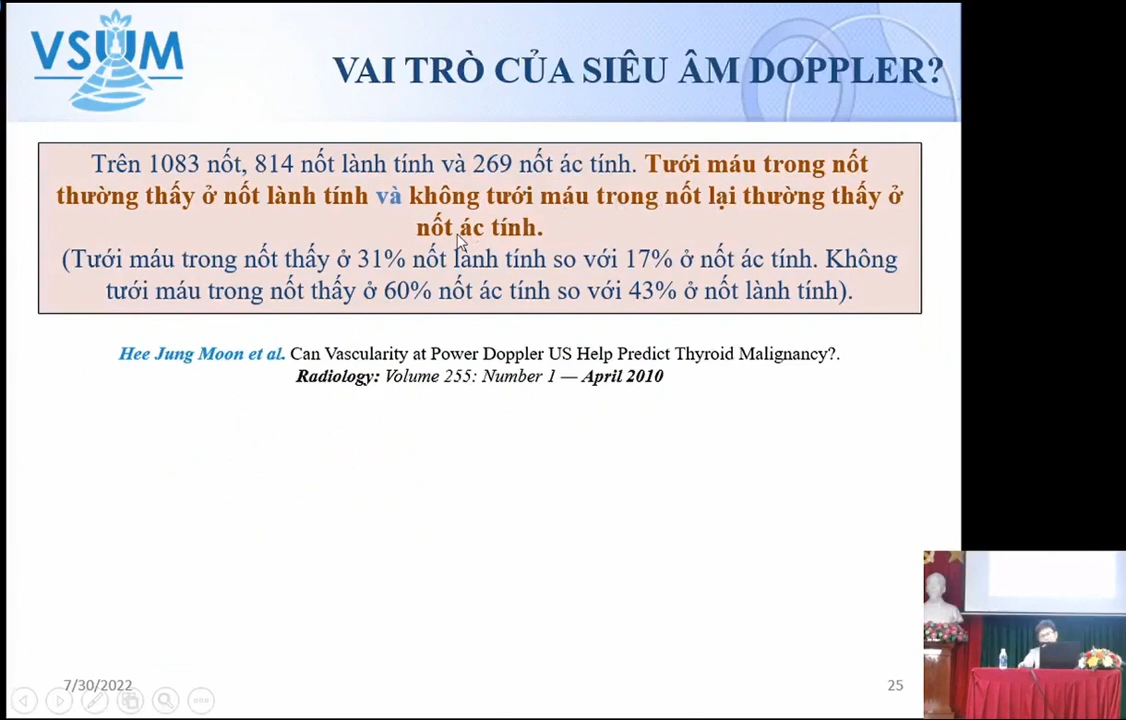 VSUM
VAI TRÒ CỦA SIÊU ÂM DOPPLER?
Trên 1083 nốt, 814 nốt lành tính và 269 nốt ác tính. Tưới máu trong nốt
thường thấy ở nốt lành tính và không tưới máu trong nốt lại thường thấy ở
nốt ác tính.
(Tưới máu trong nốt thấy ở 31% nốt lành tính so với 17% ở nốt ác tính. Không
tưới máu trong nốt thấy ở 60% nốt ác tính so với 43% ở nốt lành tính).
Hee Jung Moon et al. Can Vascularity at Power Doppler US Help Predict Thyroid Malignancy?.
Radiology: Volume 255: Number 1 — April 2010
7/30/2022
25